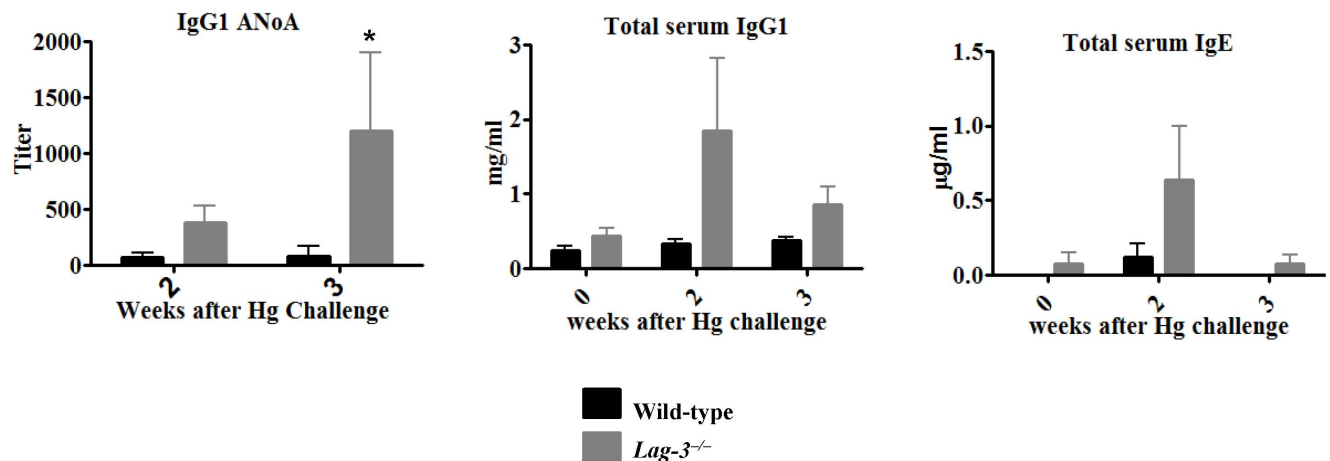 IgG1 ANoA
*
2000
1500
1000
500
0
Titer
2
3
Weeks after Hg Challenge
Total serum IgG1
3
2
1
0
mg/ml
0
2
3
weeks after Hg challenge
Total serum IgE
1.5
1.0
0.5
0.0
µg/ml
0
2
3
weeks after Hg challenge
Wild-type
Lag-3–/–